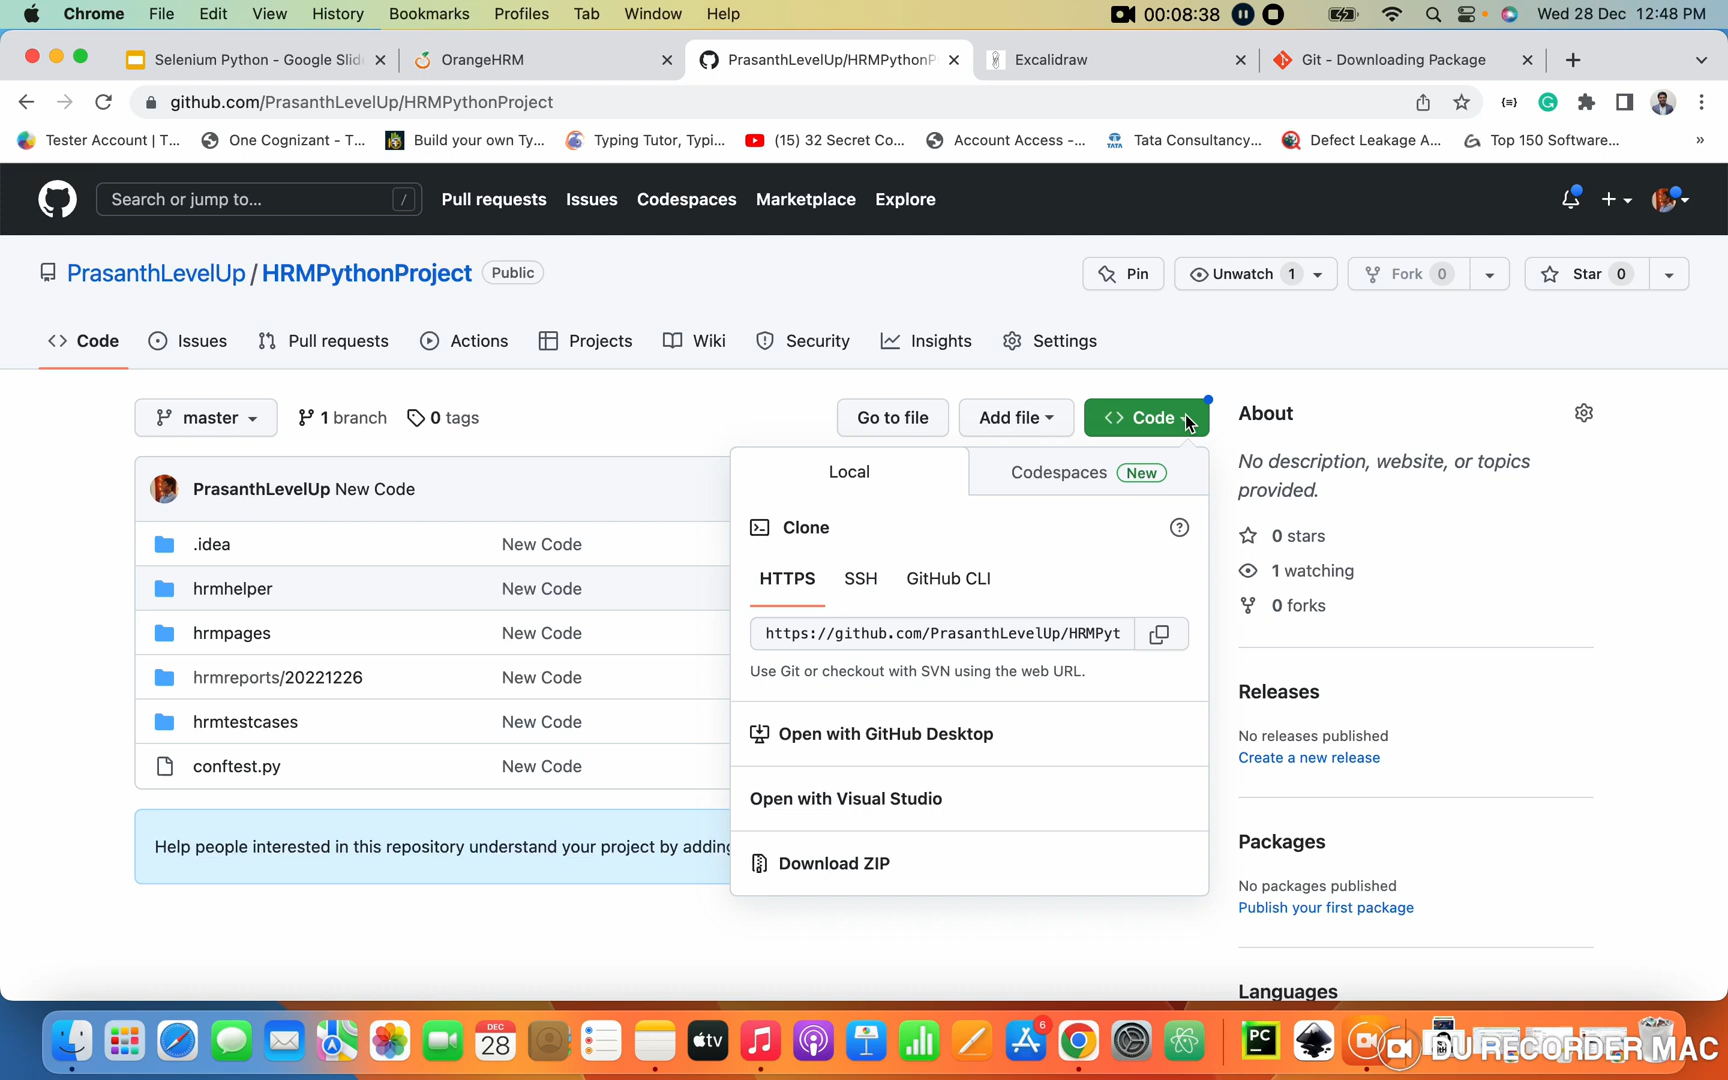 Chrome File Edit View History Bookmarks Profiles Tab Window Help 00:08:38 Wed 28 Dec 12:48 PM
Selenium Python - Google Slid OrangeHRM PrasanthLevelUp/HRMPythonP Excalidraw Git - Downloading Package
github.com/PrasanthLevelUp/HRMPythonProject
Tester Account | T... One Cognizant - T... Build your own Ty... Typing Tutor, Typi... (15) 32 Secret Co... Account Access -... Tata Consultancy... Defect Leakage A... Top 150 Software... »
Search or jump to... / Pull requests Issues Codespaces Marketplace Explore
PrasanthLevelUp / HRMPythonProject Public Pin Unwatch 1 Fork 0 Star 0
Code Issues Pull requests Actions Projects Wiki Security Insights Settings
master 1 branch 0 tags Go to file Add file Code About
No description, website, or topics
provided.
Local Codespaces New
PrasanthLevelUp New Code
Clone
0 stars
.idea New Code
1 watching
HTTPS SSH GitHub CLI
hrmhelper New Code
0 forks
https://github.com/PrasanthLevelUp/HRMPyt
hrmpages New Code
Use Git or checkout with SVN using the web URL.
hrmreports/20221226 New Code
Releases
hrmtestcases New Code
Open with GitHub Desktop
No releases published
Create a new release
conftest.py New Code
Open with Visual Studio
Help people interested in this repository understand your project by adding
Download ZIP
Packages
No packages published
Publish your first package
Languages
DEC
28
tv
6
PC
DU RECORDER MAC